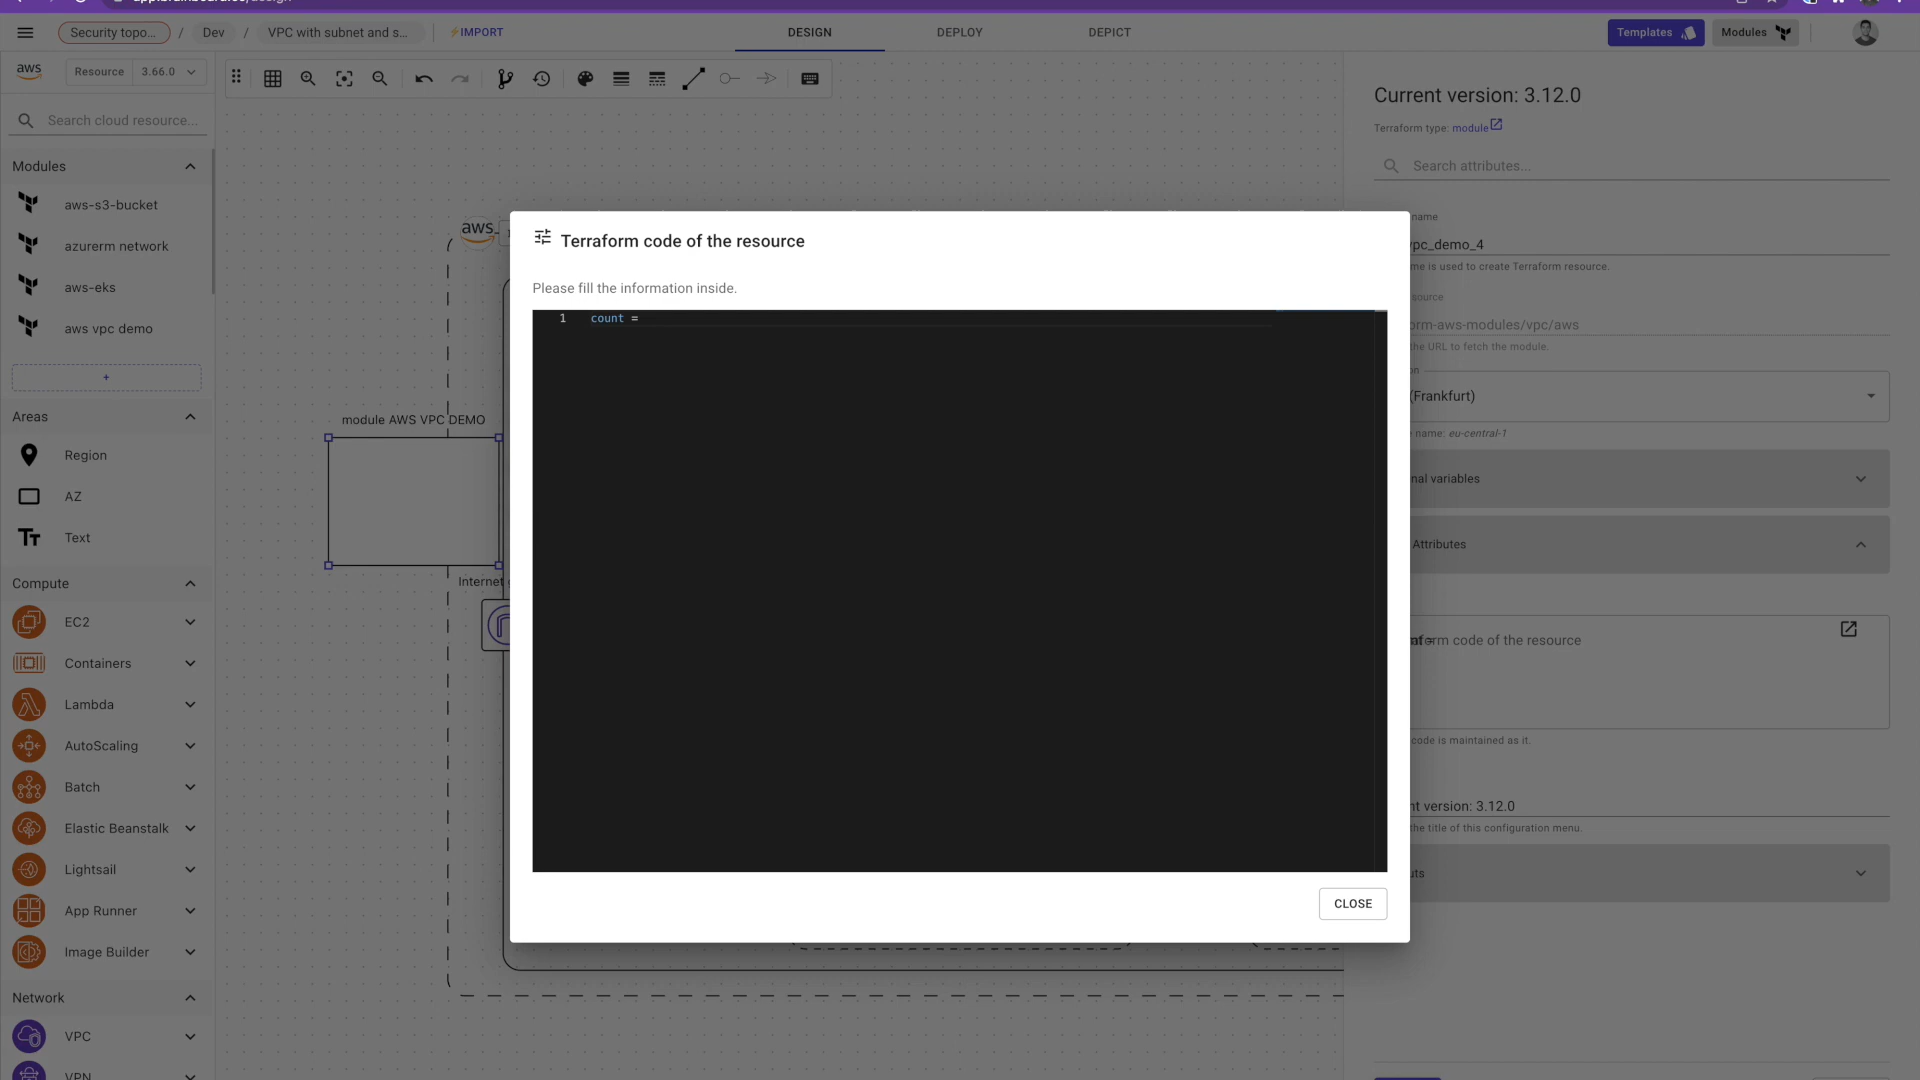 Security topo...
/
Dev
/
VPC with subnet and s...
⚡IMPORT
DESIGN
DEPLOY
DEPICT
Templates
Modules
aws
Resource
3.66.0
Search cloud resource...
Modules
aws-s3-bucket
azurerm network
aws-eks
aws vpc demo
+
Areas
Region
AZ
Text
Compute
EC2
Containers
Lambda
AutoScaling
Batch
Elastic Beanstalk
Lightsail
App Runner
Image Builder
Network
VPC
VPN
aws
module AWS VPC DEMO
Internet
Terraform code of the resource
Please fill the information inside.
1 count =
CLOSE
Current version: 3.12.0
Terraform type: module
Search attributes...
name
pc_demo_4
me is used to create Terraform resource.
source
orm-aws-modules/vpc/aws
the URL to fetch the module.
(Frankfurt)
name: eu-central-1
nal variables
Attributes
form code of the resource
code is maintained as it.
nt version: 3.12.0
the title of this configuration menu.
uts